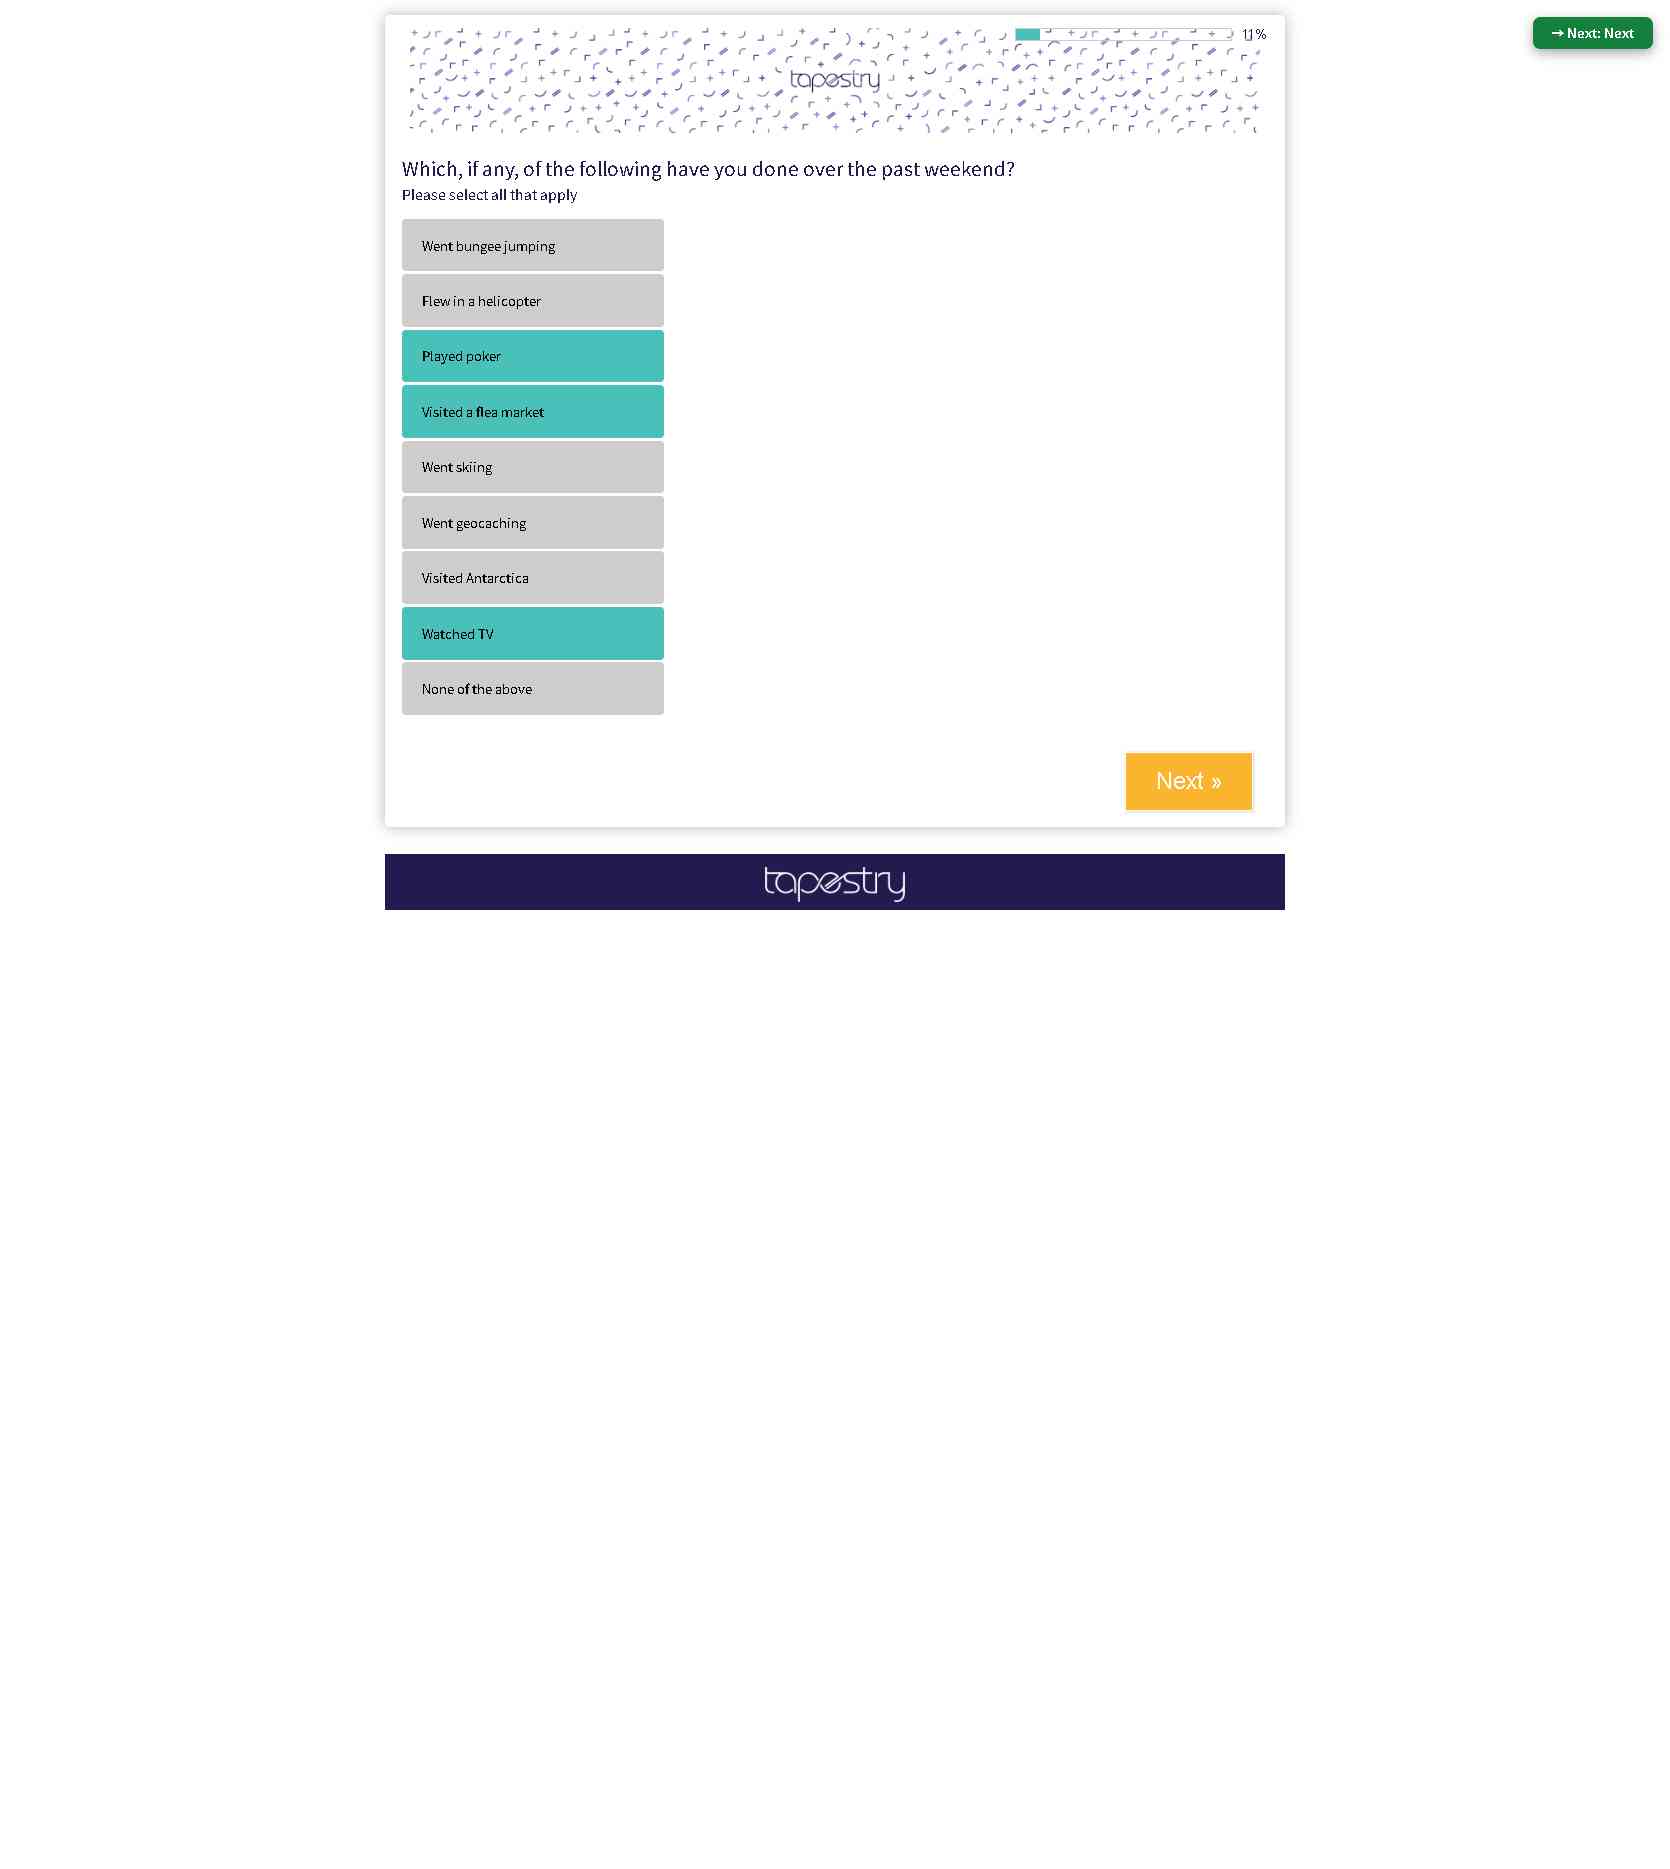 11%
→ Next: Next
tapestry
Which, if any, of the following have you done over the past weekend?
Please select all that apply
Went bungee jumping
Flew in a helicopter
Played poker
Visited a flea market
Went skiing
Went geocaching
Visited Antarctica
Watched TV
None of the above
Next »
tapestry